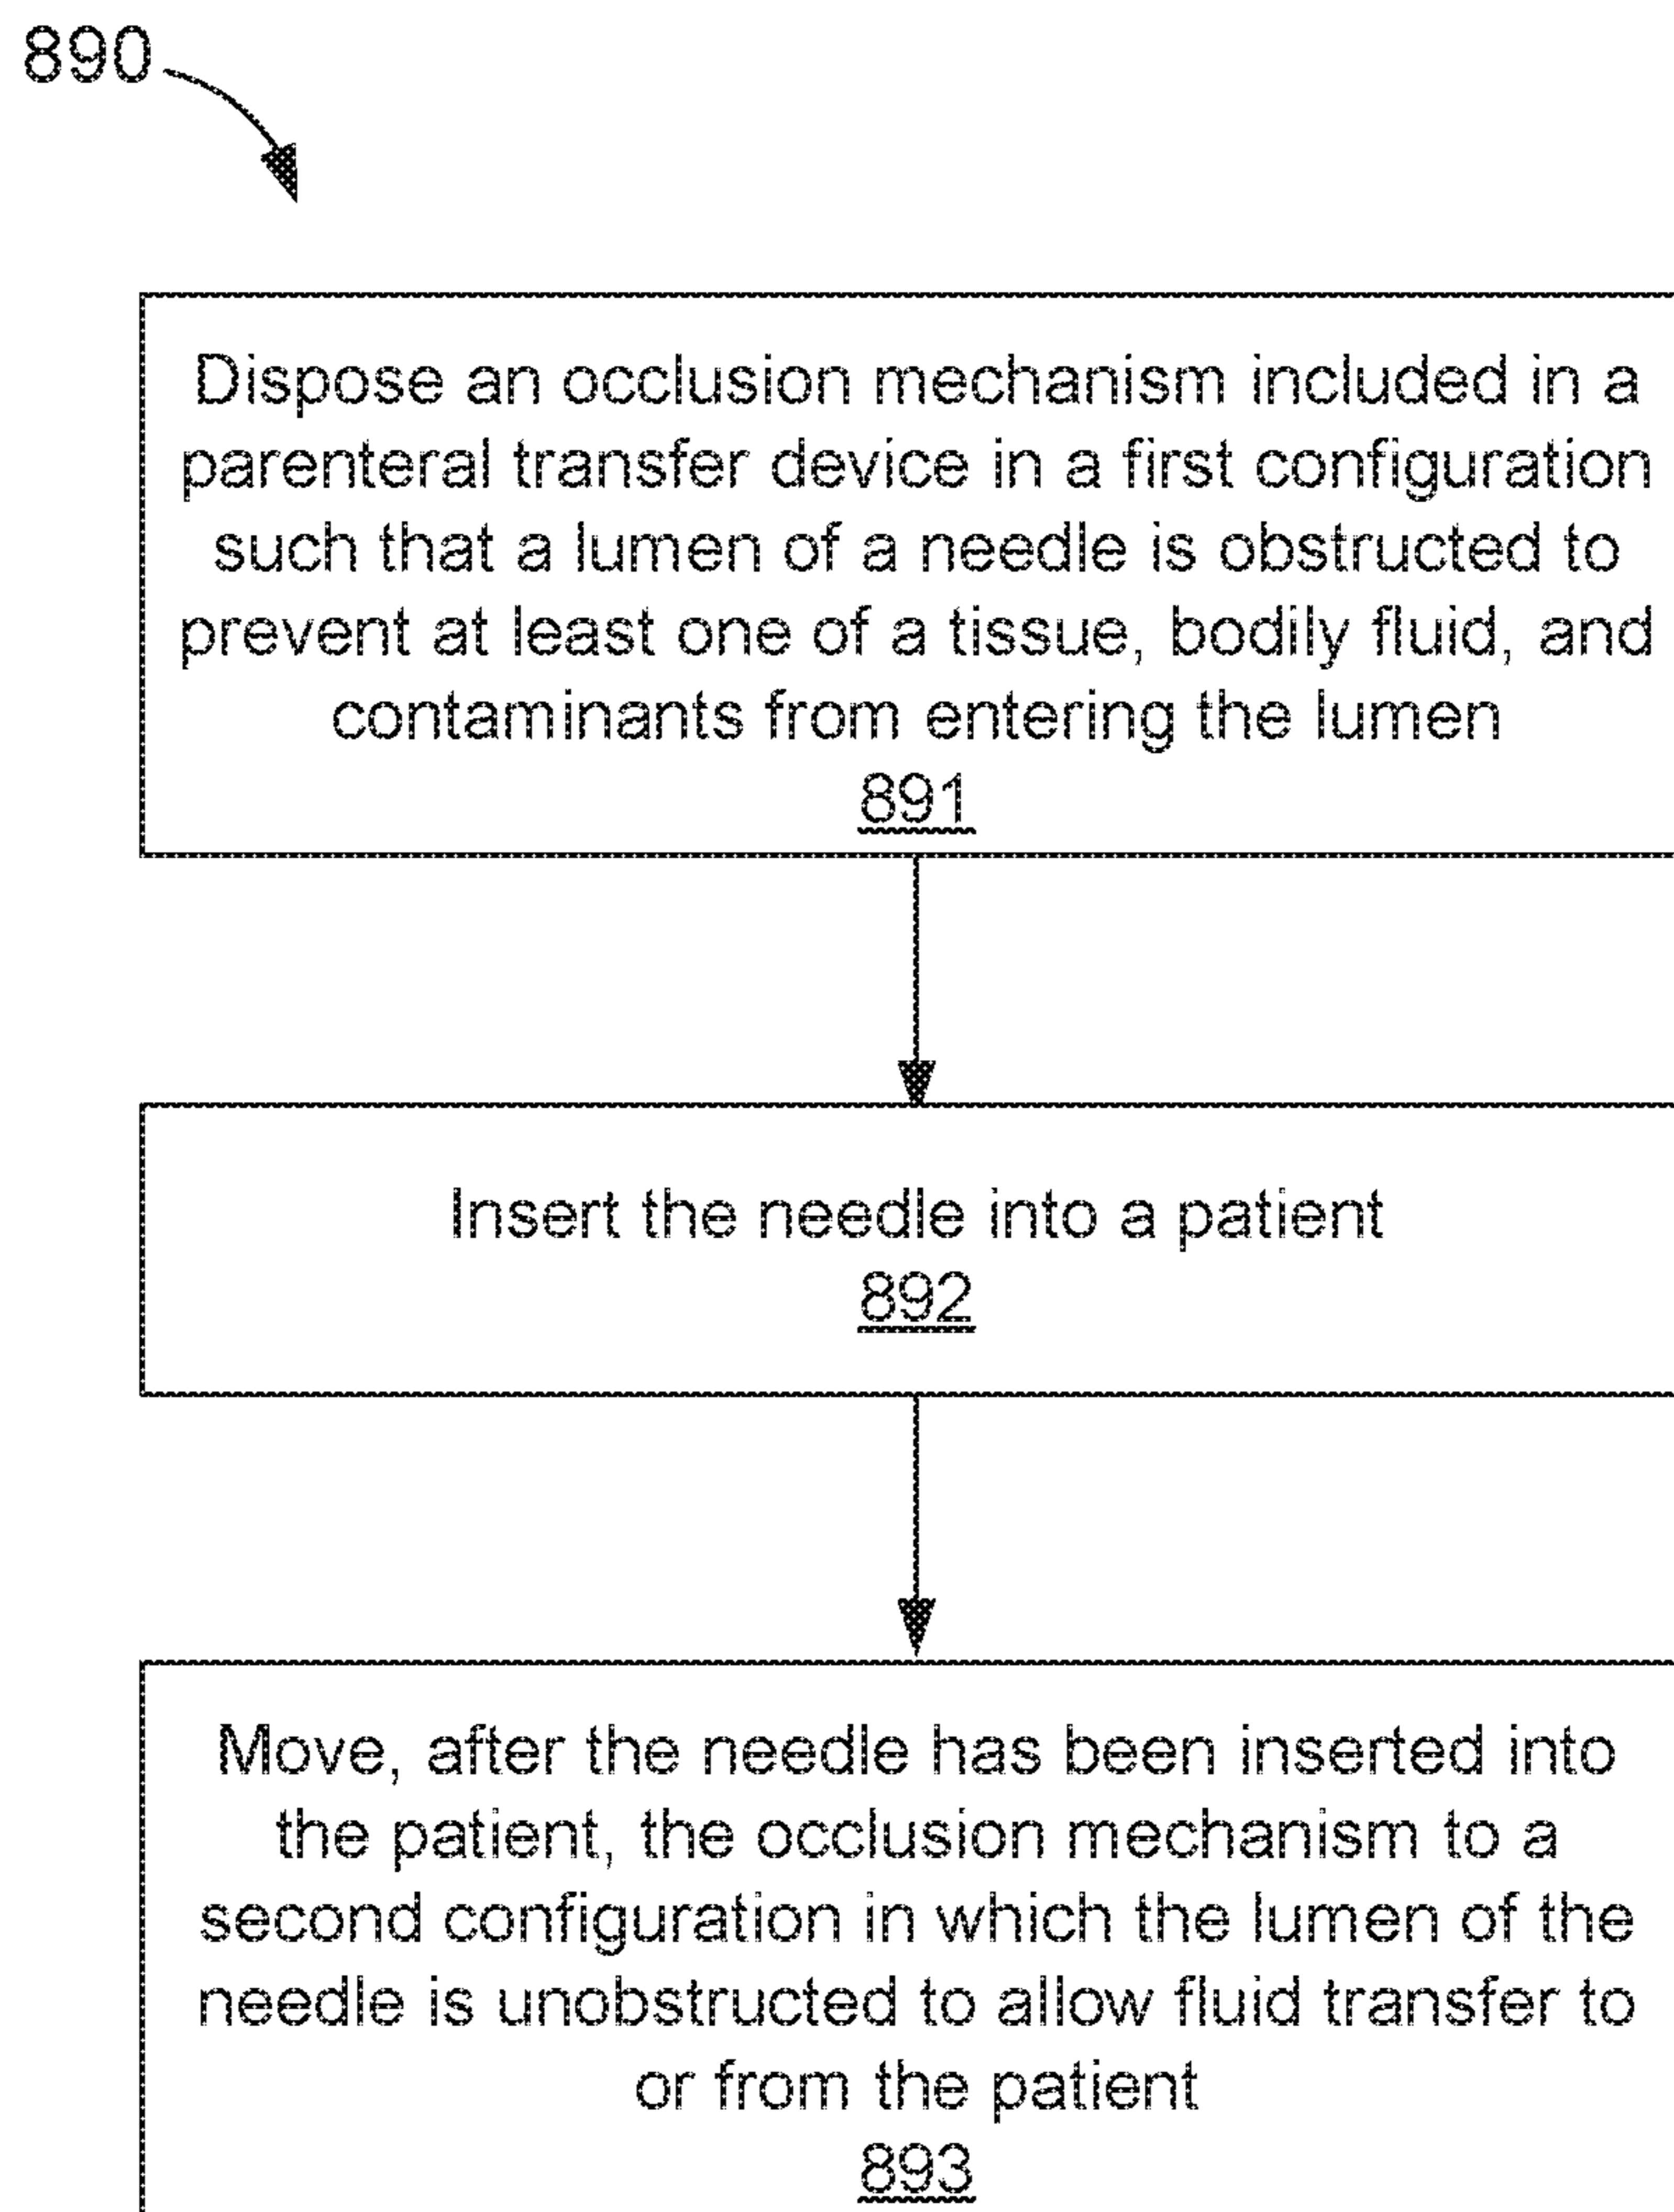 890
Dispose an occlusion mechanism included in a
parenteral transfer device in a first configuration
such that a lumen of a needle is obstructed to
prevent at least one of a tissue, bodily fluid, and
contaminants from entering the lumen
891
Insert the needle into a patient
892
Move, after the needle has been inserted into
the patient, the occlusion mechanism to a
second configuration in which the lumen of the
needle is unobstructed to allow fluid transfer to
or from the patient
893